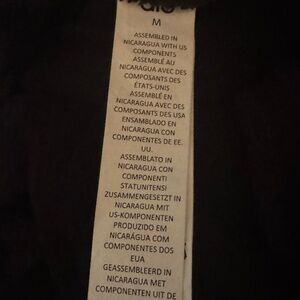 M
ASSEMBLED IN
NICARAGUA WITH US
COMPONENTS
ASSEMBLÉ AU
NICARAGUA AVEC DES
COMPOSANTS DES
ÉTATS-UNIS
ASSEMBLÉ EN
NICARAGUA AVEC DES
COMPOSANTS DES USA
ENSAMBLADO EN
NICARAGUA CON
COMPONENTES DE EE.
UU.
ASSEMBLATO IN
NICARAGUA CON
COMPONENTI
STATUNITENSI
ZUSAMMENGESETZT IN
NICARAGUA MIT
US-KOMPONENTEN
PRODUZIDO EM
NICARÁGUA COM
COMPONENTES DOS
EUA
GEASSEMBLEERD IN
NICARAGUA MET
COMPONENTEN UIT DE